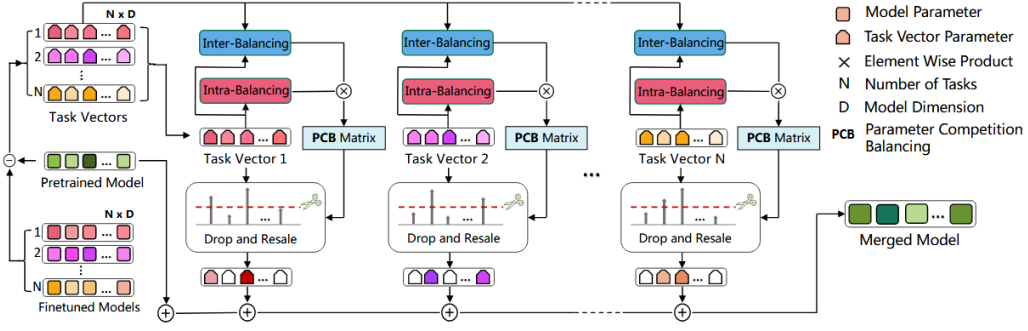 N x D
1
2
N
Task Vectors
Pretrained Model
N x D
1
2
N
Finetuned Models
Inter-Balancing
Intra-Balancing
Task Vector 1
PCB Matrix
Drop and Resale
Inter-Balancing
Intra-Balancing
Task Vector 2
PCB Matrix
Drop and Resale
...
Inter-Balancing
Intra-Balancing
Task Vector N
PCB Matrix
Drop and Resale
Merged Model
Model Parameter
Task Vector Parameter
Element Wise Product
N Number of Tasks
D Model Dimension
PCB Parameter Competition
Balancing